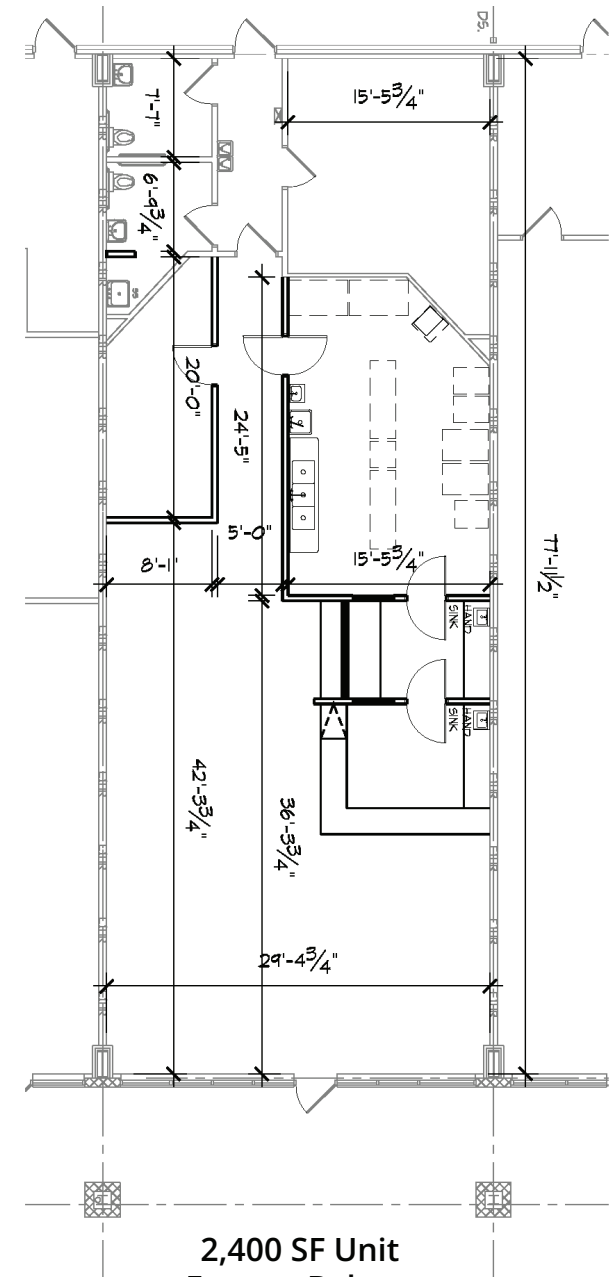 DS.
15'-5 3/4"
7'-7"
6'-9 3/4"
SS
20'-0"
24'-5"
5'-0"
8'-1"
15'-5 3/4"
77'-11 1/2"
HAND
SINK
HAND
SINK
42'-3 3/4"
36'-3 3/4"
29'-4 3/4"
2,400 SF Unit